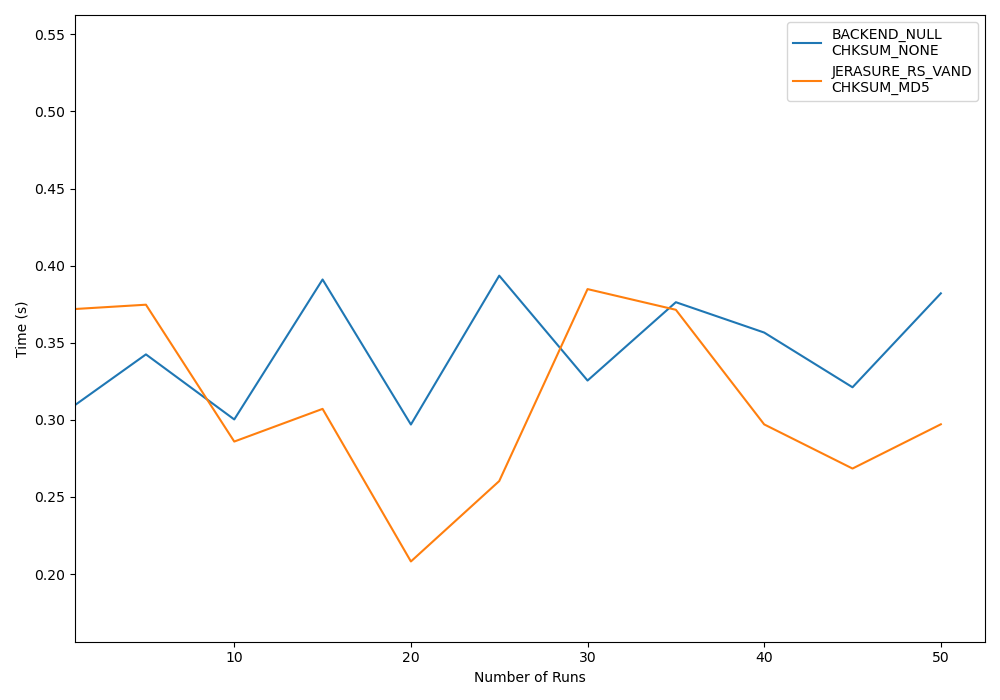 0.55
0.50
0.45
0.40
0.35
0.30
0.25
0.20
Time (s)
10
20
30
40
50
Number of Runs
BACKEND_NULL
CHKSUM_NONE
JERASURE_RS_VAND
CHKSUM_MD5